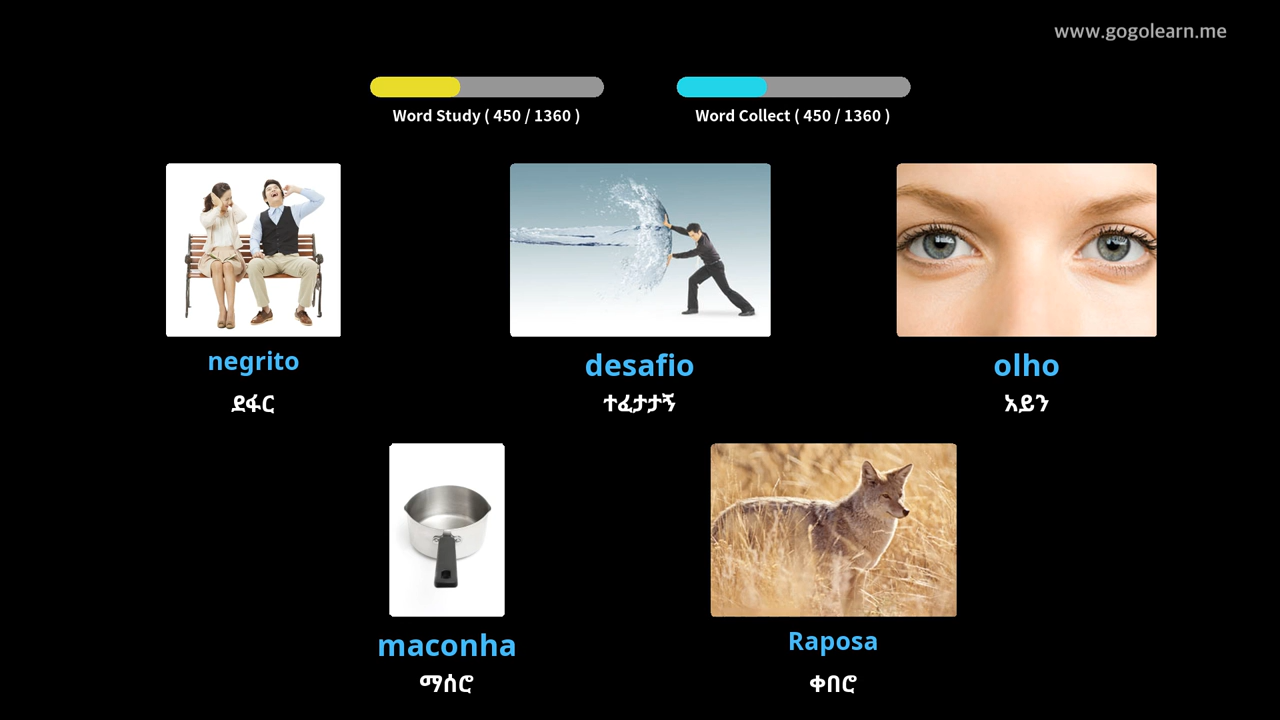 www.gogolearn.me
Word Study ( 450 / 1360 )
Word Collect ( 450 / 1360 )
negrito
ደፋር
desafio
ተፈታታኝ
olho
አይን
maconha
ማሰሮ
Raposa
ቀበሮ